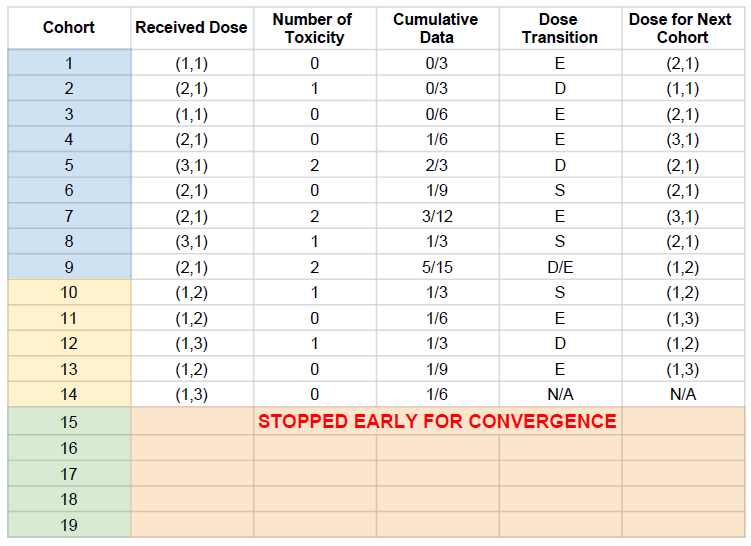 Cohort Received Dose Number of Toxicity Cumulative Data Dose Transition Dose for Next Cohort
1 (1,1) 0 0/3 E (2,1)
2 (2,1) 1 0/3 D (1,1)
3 (1,1) 0 0/6 E (2,1)
4 (2,1) 0 1/6 E (3,1)
5 (3,1) 2 2/3 D (2,1)
6 (2,1) 0 1/9 S (2,1)
7 (2,1) 2 3/12 E (3,1)
8 (3,1) 1 1/3 S (2,1)
9 (2,1) 2 5/15 D/E (1,2)
10 (1,2) 1 1/3 S (1,2)
11 (1,2) 0 1/6 E (1,3)
12 (1,3) 1 1/3 D (1,2)
13 (1,2) 0 1/9 E (1,3)
14 (1,3) 0 1/6 N/A N/A
15 STOPPED EARLY FOR CONVERGENCE
16
17
18
19